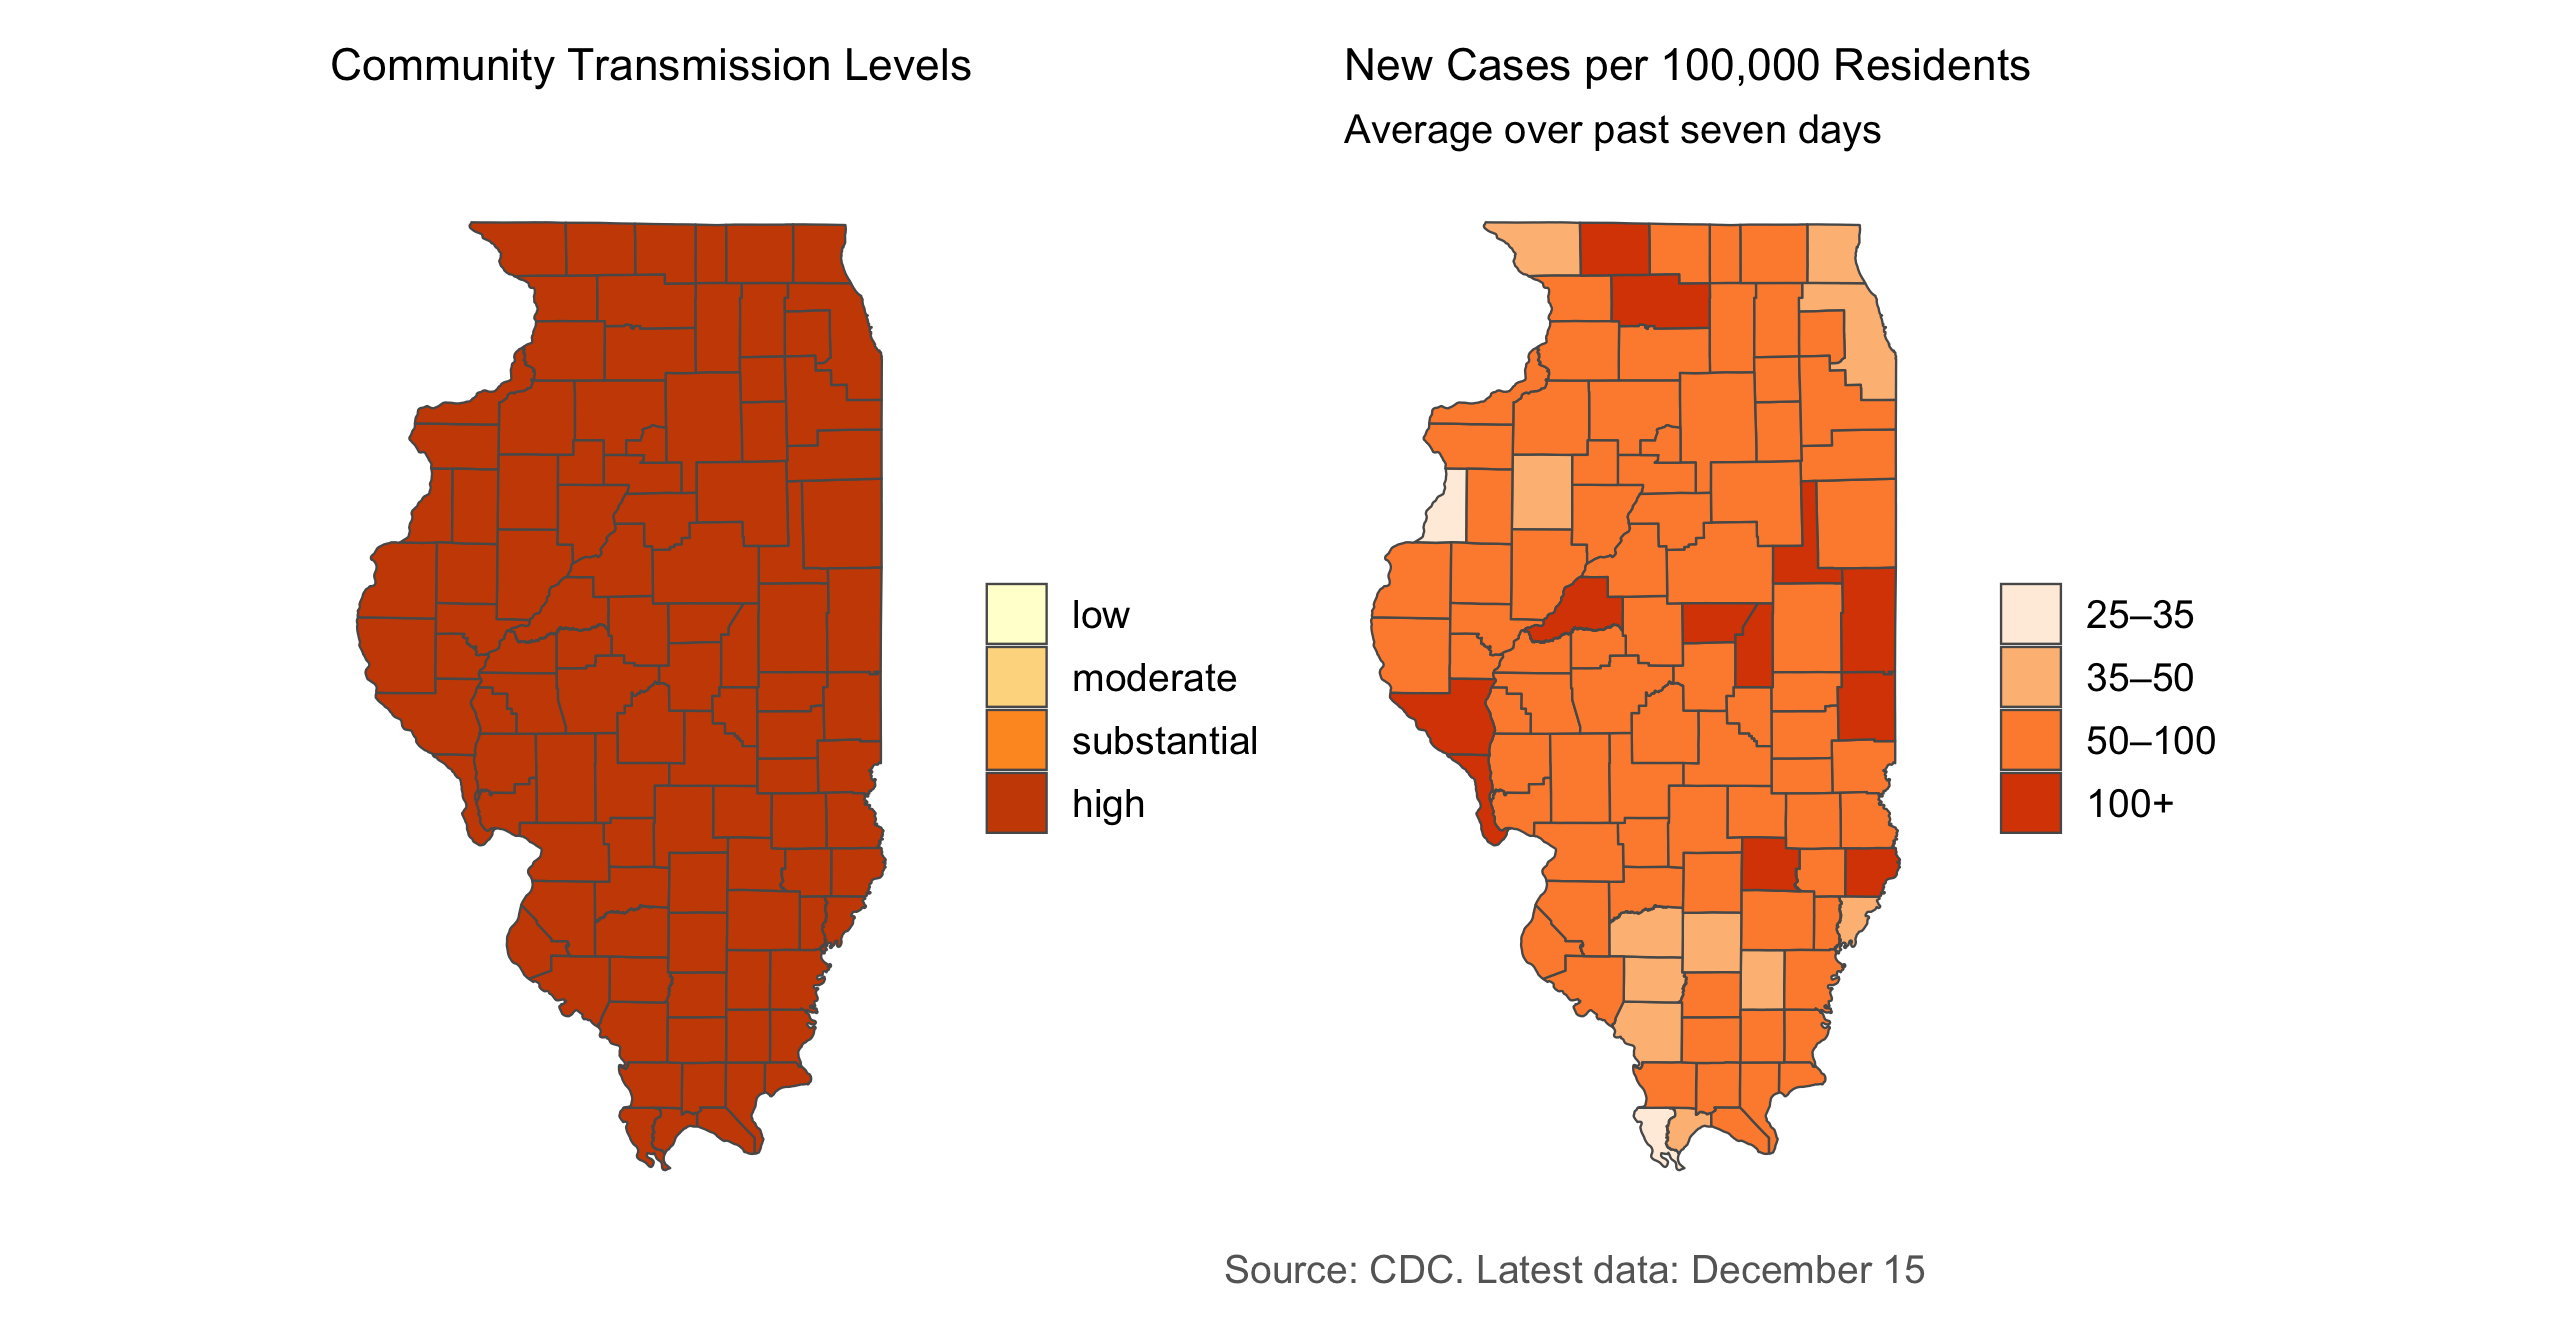 Community Transmission Levels
New Cases per 100,000 Residents
Average over past seven days
low
moderate
substantial
high
25–35
35–50
50–100
100+
Source: CDC. Latest data: December 15